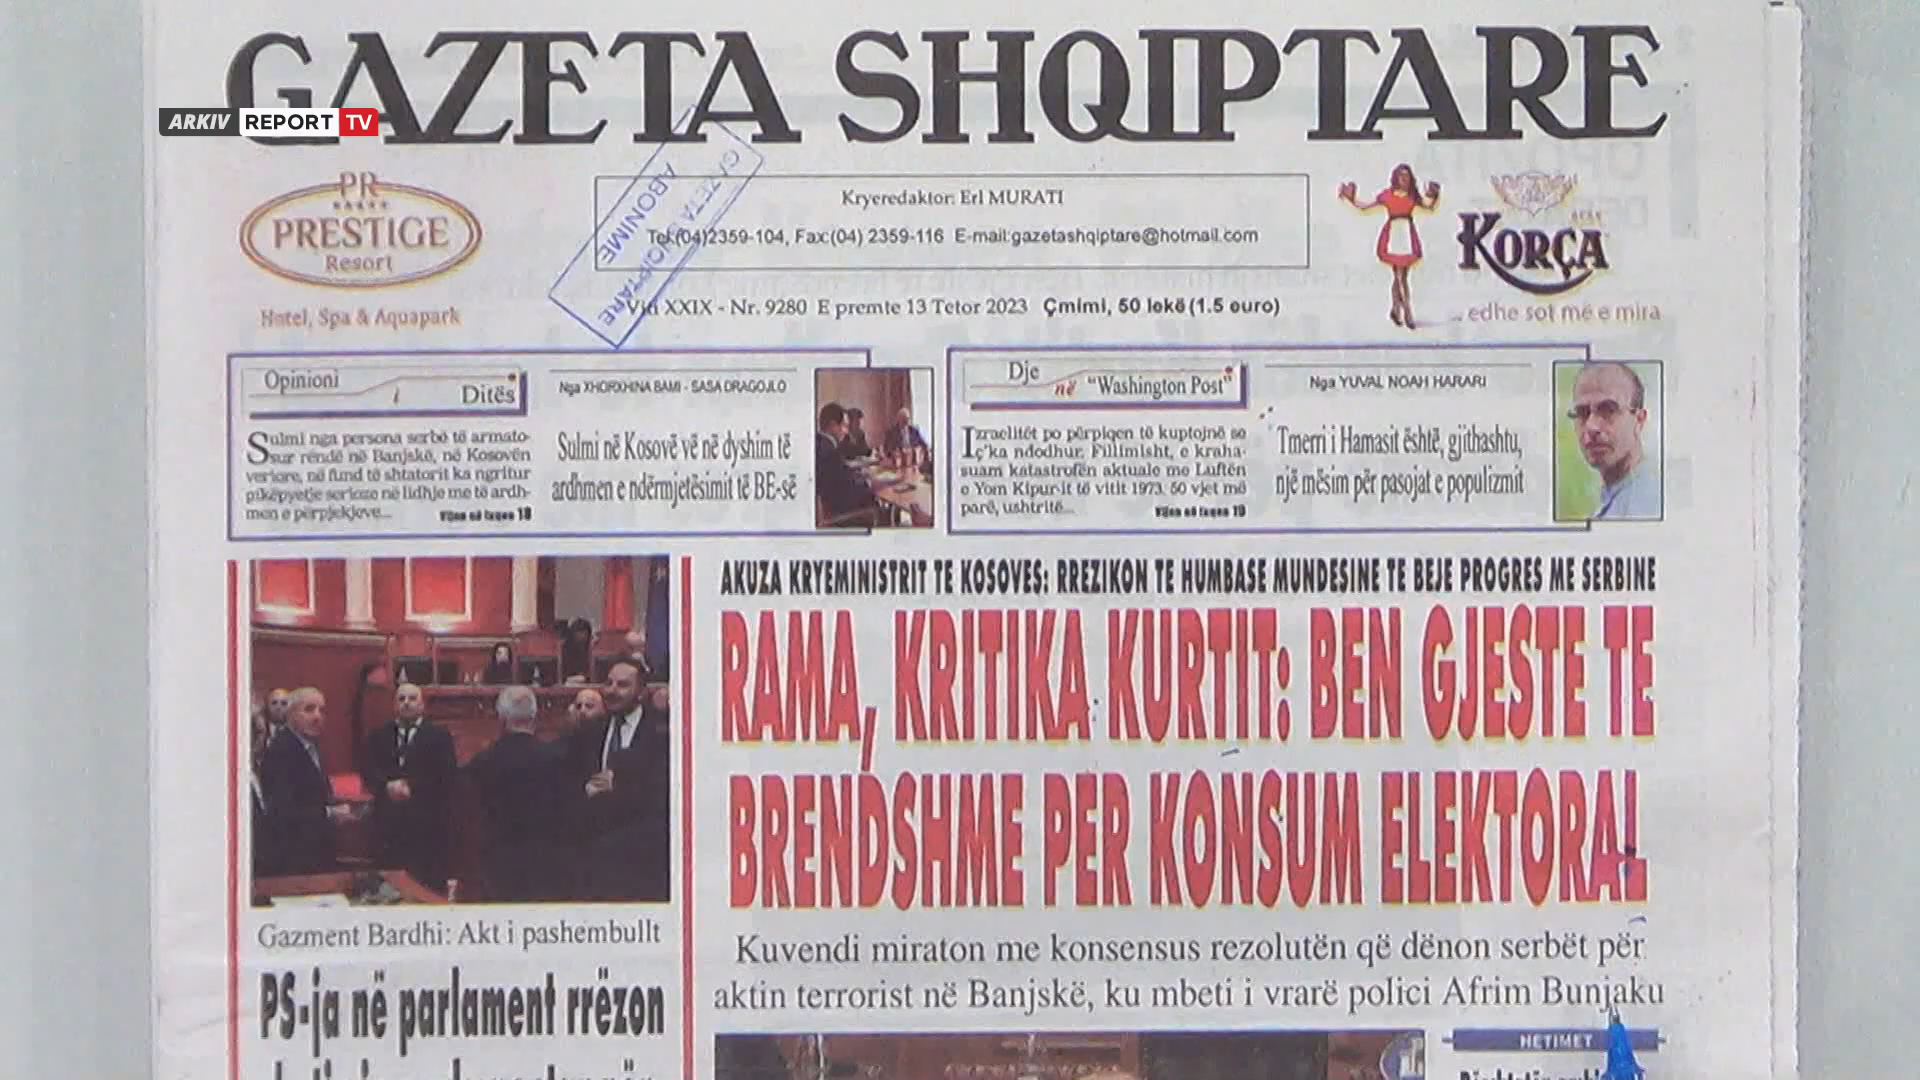 GAZETA SHQIPTARE
ARKIV REPORT TV
PR
PRESTIGE
Resort
Hotel, Spa & Aquapark
GAZETA SHQIPTARE
ABONIME
Kryeredaktor: Erl MURATI
Tel:(04)2359-104, Fax:(04) 2359-116 E-mail:gazetashqiptare@hotmail.com
Viti XXIX - Nr. 9280 E premte 13 Tetor 2023 Çmimi, 50 lekë (1.5 euro)
KORÇA
... edhe sot më e mira
Opinioni
i Ditës
Sulmi nga persona serbë të armato-
sur rëndë në Banjskë, në Kosovën
veriore, në fund të shtatorit ka ngritur
pikëpyetje serioze në lidhje me të ardh-
men e përpjekjeve...
Vijon në faqen 18
Nga XHORXHINA BAMI - SASA DRAGOJLO
Sulmi në Kosovë vë në dyshim të
ardhmen e ndërmjetësimit të BE-së
Dje
në "Washington Post"
Izraelitët po përpiqen të kuptojnë se
ç'ka ndodhur. Fillimisht, e kraha-
suam katastrofën aktuale me Luftën
e Yom Kipur-it të vitit 1973. 50 vjet më
parë, ushtritë...
Vijon në faqen 19
Nga YUVAL NOAH HARARI
Tmerri i Hamasit është, gjithashtu,
një mësim për pasojat e populizmit
AKUZA KRYEMINISTRIT TE KOSOVES: RREZIKON TE HUMBASE MUNDESINE TE BEJE PROGRES ME SERBINE
RAMA, KRITIKA KURTIT: BEN GJESTE TE
BRENDSHME PER KONSUM ELEKTORAL
Kuvendi miraton me konsensus rezolutën që dënon serbët për
aktin terrorist në Banjskë, ku mbeti i vrarë polici Afrim Bunjaku
Gazment Bardhi: Akt i pashembullt
PS-ja në parlament rrëzon
HETIMET